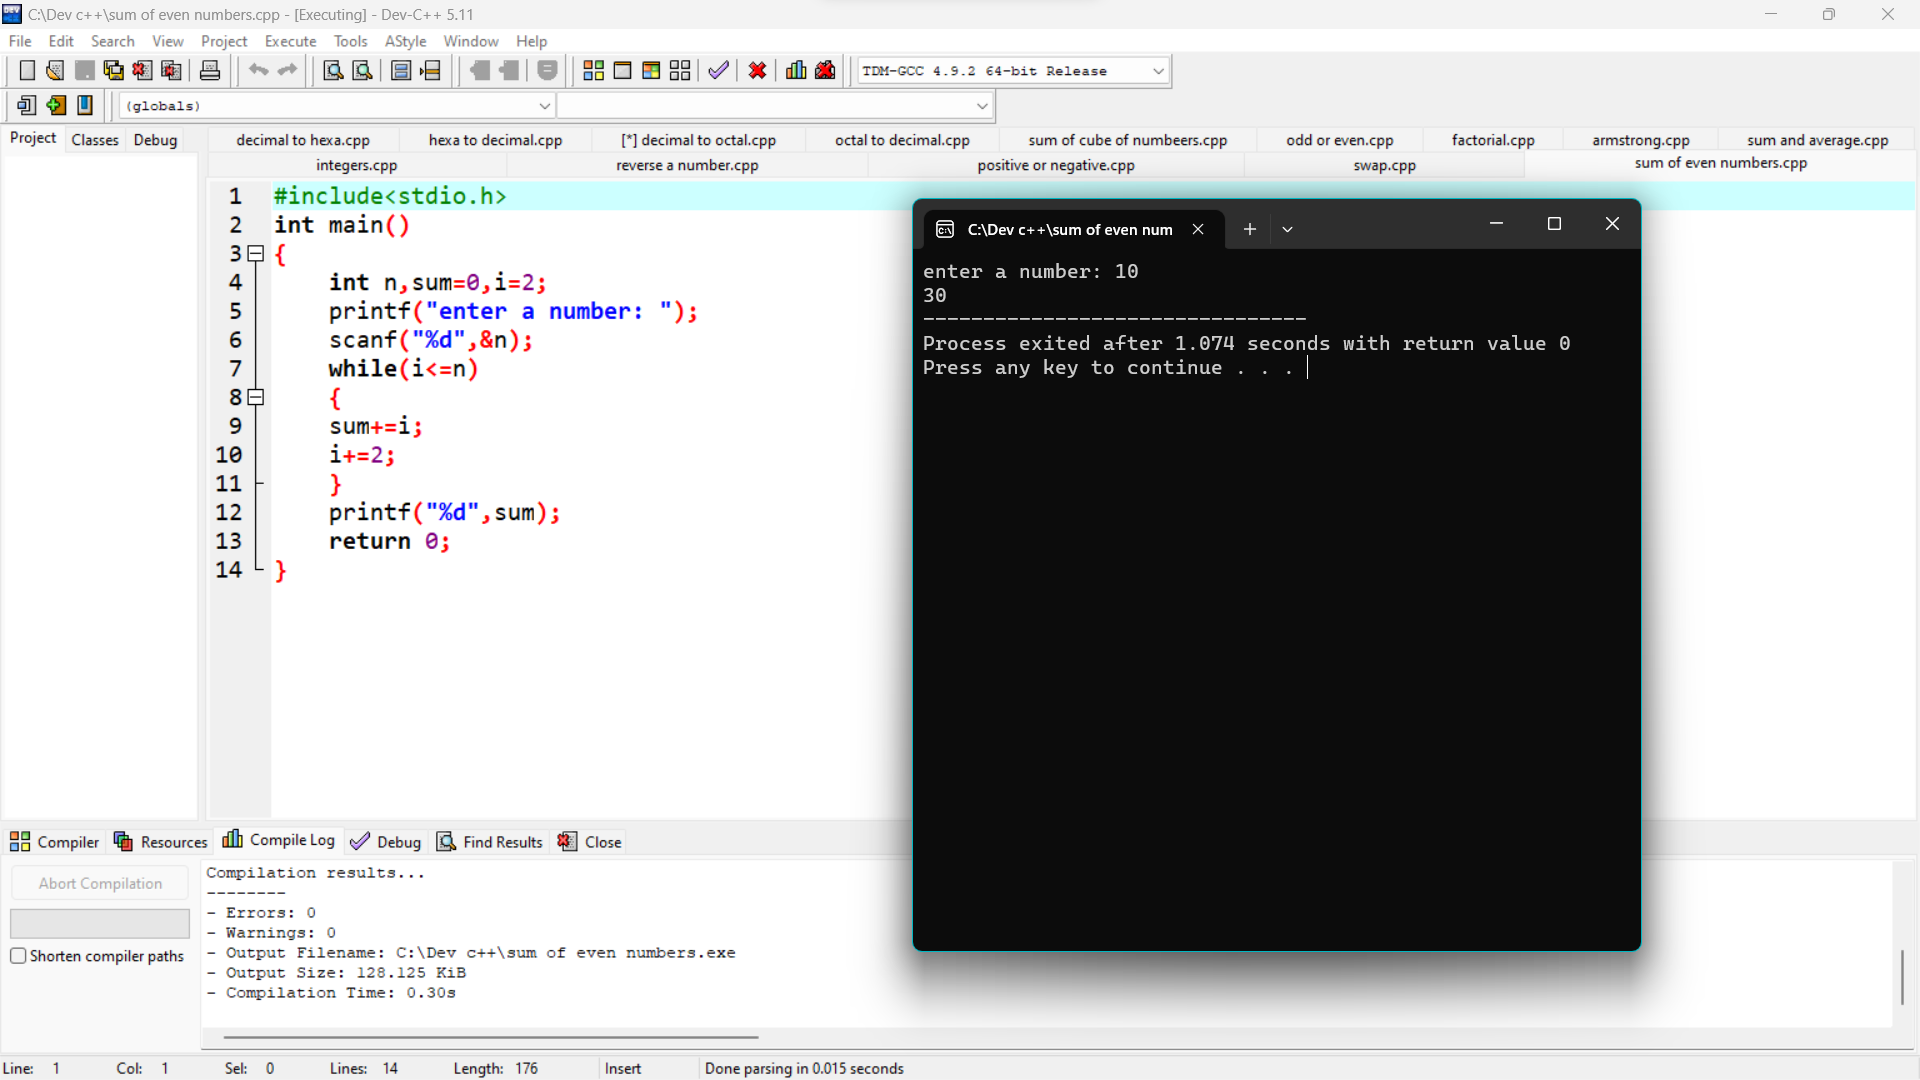 C:\Dev c++\sum of even numbers.cpp - [Executing] - Dev-C++ 5.11
File Edit Search View Project Execute Tools AStyle Window Help
TDM-GCC 4.9.2 64-bit Release
(globals)
Project Classes Debug
decimal to hexa.cpp hexa to decimal.cpp [*] decimal to octal.cpp octal to decimal.cpp sum of cube of numbeers.cpp odd or even.cpp factorial.cpp armstrong.cpp sum and average.cpp
integers.cpp reverse a number.cpp positive or negative.cpp swap.cpp sum of even numbers.cpp
1 #include<stdio.h>
2 int main()
3 {
4 int n,sum=0,i=2;
5 printf("enter a number: ");
6 scanf("%d",&n);
7 while(i<=n)
8 {
9 sum+=i;
10 i+=2;
11 }
12 printf("%d",sum);
13 return 0;
14 }
C:\Dev c++\sum of even num
enter a number: 10
30
--------------------------------
Process exited after 1.074 seconds with return value 0
Press any key to continue . . .
Compiler Resources Compile Log Debug Find Results Close
Abort Compilation
Shorten compiler paths
Compilation results...
--------
- Errors: 0
- Warnings: 0
- Output Filename: C:\Dev c++\sum of even numbers.exe
- Output Size: 128.125 KiB
- Compilation Time: 0.30s
Line: 1 Col: 1 Sel: 0 Lines: 14 Length: 176 Insert Done parsing in 0.015 seconds